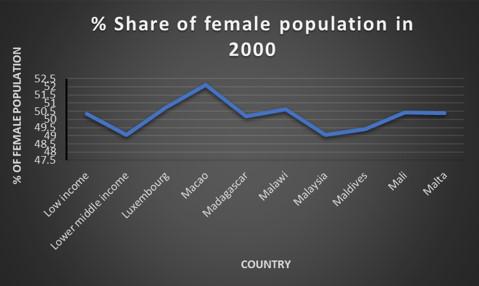 % Share of female population in
2000
% OF FEMALE POPULATION
52.5
52
51.5
51
50.5
50
49.5
49
48.5
48
47.5
Low income
Lower middle income
Luxembourg
Macao
Madagascar
Malawi
Malaysia
Maldives
Mali
Malta
COUNTRY